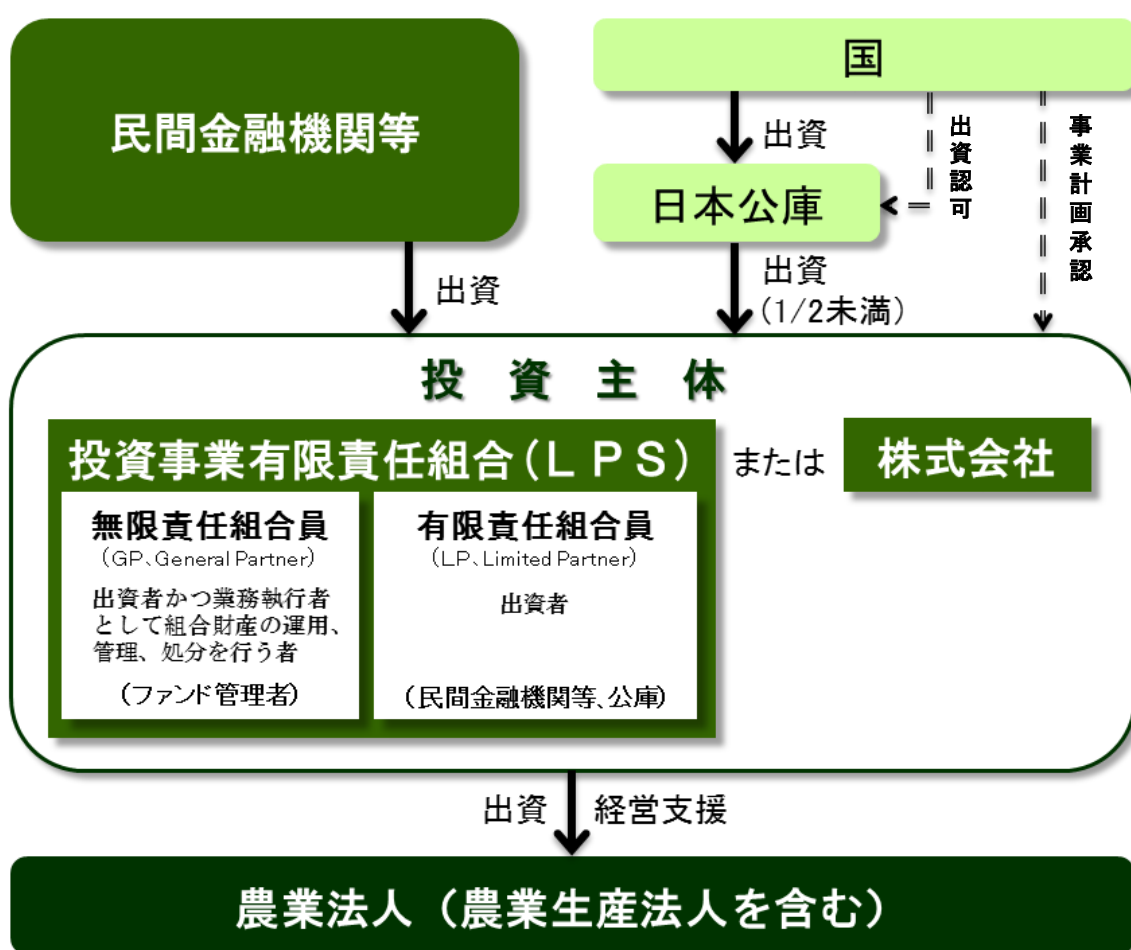 民間金融機関等
国
出資
出資認可
事業計画承認
日本公庫
出資
出資
(1/2未満)
投資主体
投資事業有限責任組合(LPS)
または
株式会社
無限責任組合員
(GP、General Partner)
出資者かつ業務執行者
として組合財産の運用、
管理、処分を行う者
(ファンド管理者)
有限責任組合員
(LP、Limited Partner)
出資者
(民間金融機関等、公庫)
出資
経営支援
農業法人(農業生産法人を含む)